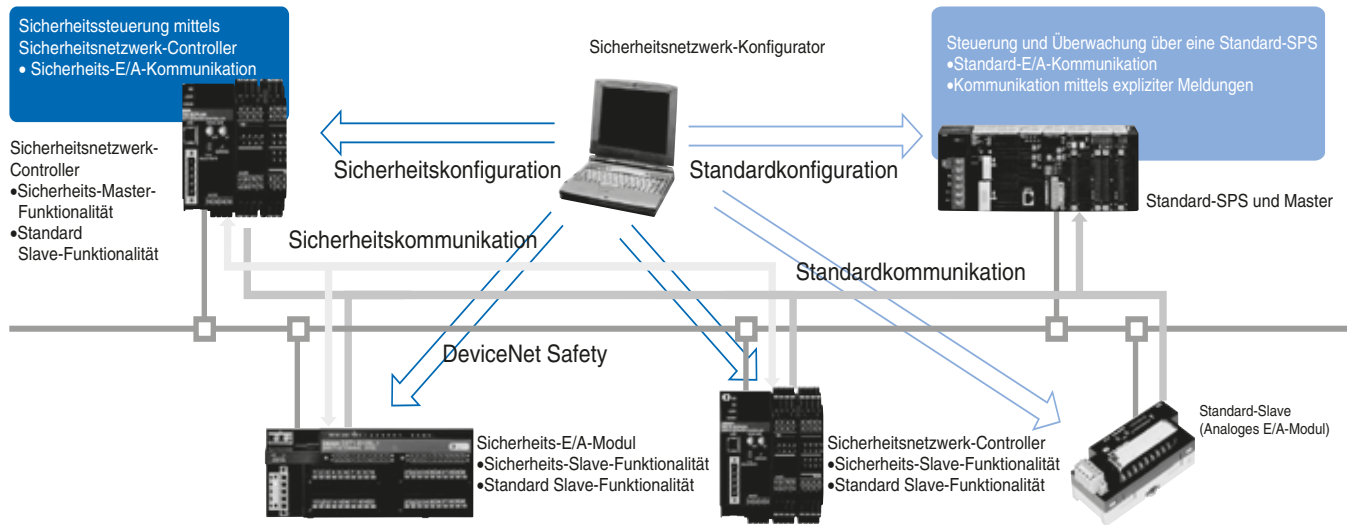 Sicherheitssteuerung mittels
Sicherheitsnetzwerk-Controller
• Sicherheits-E/A-Kommunikation
Sicherheitsnetzwerk-Konfigurator
Steuerung und Überwachung über eine Standard-SPS
•Standard-E/A-Kommunikation
•Kommunikation mittels expliziter Meldungen
Sicherheitsnetzwerk-
Controller
•Sicherheits-Master-
Funktionalität
•Standard
Slave-Funktionalität
Sicherheitskonfiguration
Standardkonfiguration
Standard-SPS und Master
Sicherheitskommunikation
Standardkommunikation
DeviceNet Safety
Sicherheits-E/A-Modul
•Sicherheits-Slave-Funktionalität
•Standard Slave-Funktionalität
Sicherheitsnetzwerk-Controller
•Sicherheits-Slave-Funktionalität
•Standard Slave-Funktionalität
Standard-Slave
(Analoges E/A-Modul)